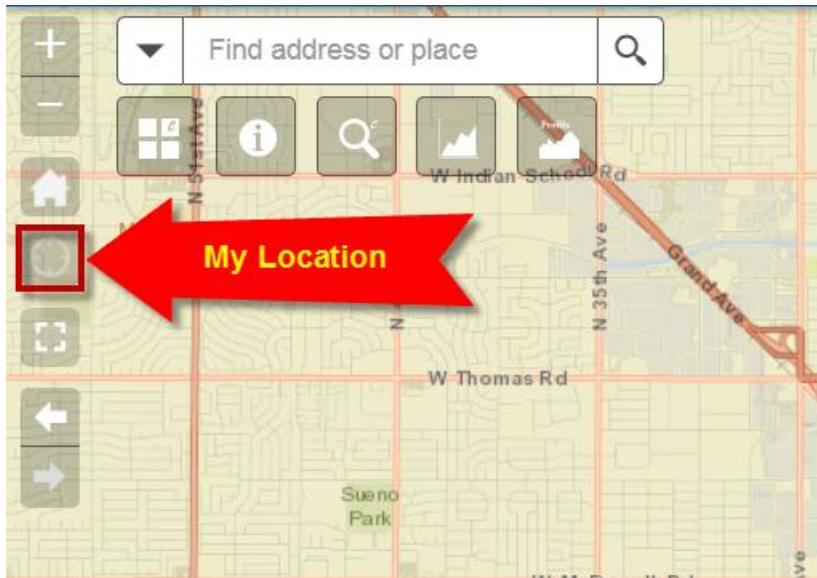 Find address or place
Profile
N 51st Ave
W Indian School Rd
My Location
N 35th Ave
Grand Ave
N
W Thomas Rd
Sueno
Park